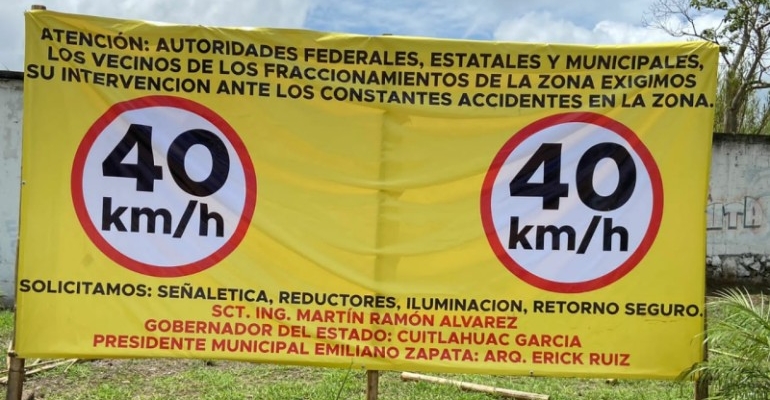 ATENCIÓN: AUTORIDADES FEDERALES, ESTATALES Y MUNICIPALES,
LOS VECINOS DE LOS FRACCIONAMIENTOS DE LA ZONA EXIGIMOS
SU INTERVENCION ANTE LOS CONSTANTES ACCIDENTES EN LA ZONA.
40
km/h
40
km/h
SOLICITAMOS: SEÑALETICA, REDUCTORES, ILUMINACION, RETORNO SEGURO.
SCT. ING. MARTÍN RAMÓN ALVAREZ
GOBERNADOR DEL ESTADO: CUITLAHUAC GARCIA
PRESIDENTE MUNICIPAL EMILIANO ZAPATA: ARQ. ERICK RUIZ